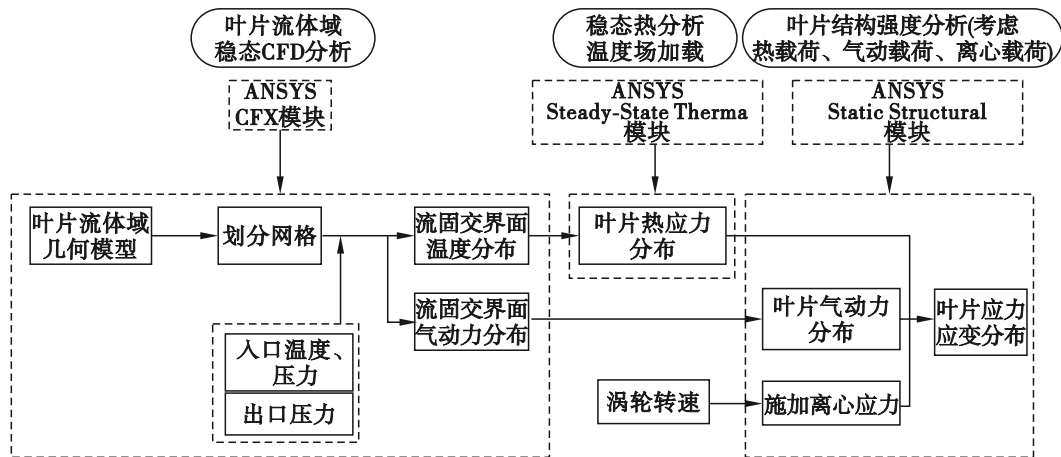 叶片流体域
稳态CFD分析
稳态热分析
温度场加载
叶片结构强度分析(考虑
热载荷、气动载荷、离心载荷)
ANSYS
CFX模块
ANSYS
Steady-State Therma
模块
ANSYS
Static Structural
模块
叶片流体域
几何模型
划分网格
流固交界面
温度分布
叶片热应力
分布
流固交界面
气动力分布
叶片气动力
分布
叶片应力
应变分布
入口温度、
压力
出口压力
涡轮转速
施加离心应力